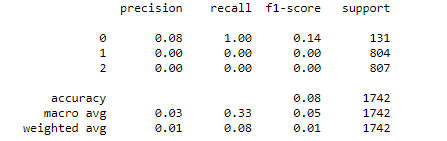 precision recall f1-score support
0 0.08 1.00 0.14 131
1 0.00 0.00 0.00 804
2 0.00 0.00 0.00 807
accuracy 0.08 1742
macro avg 0.03 0.33 0.05 1742
weighted avg 0.01 0.08 0.01 1742